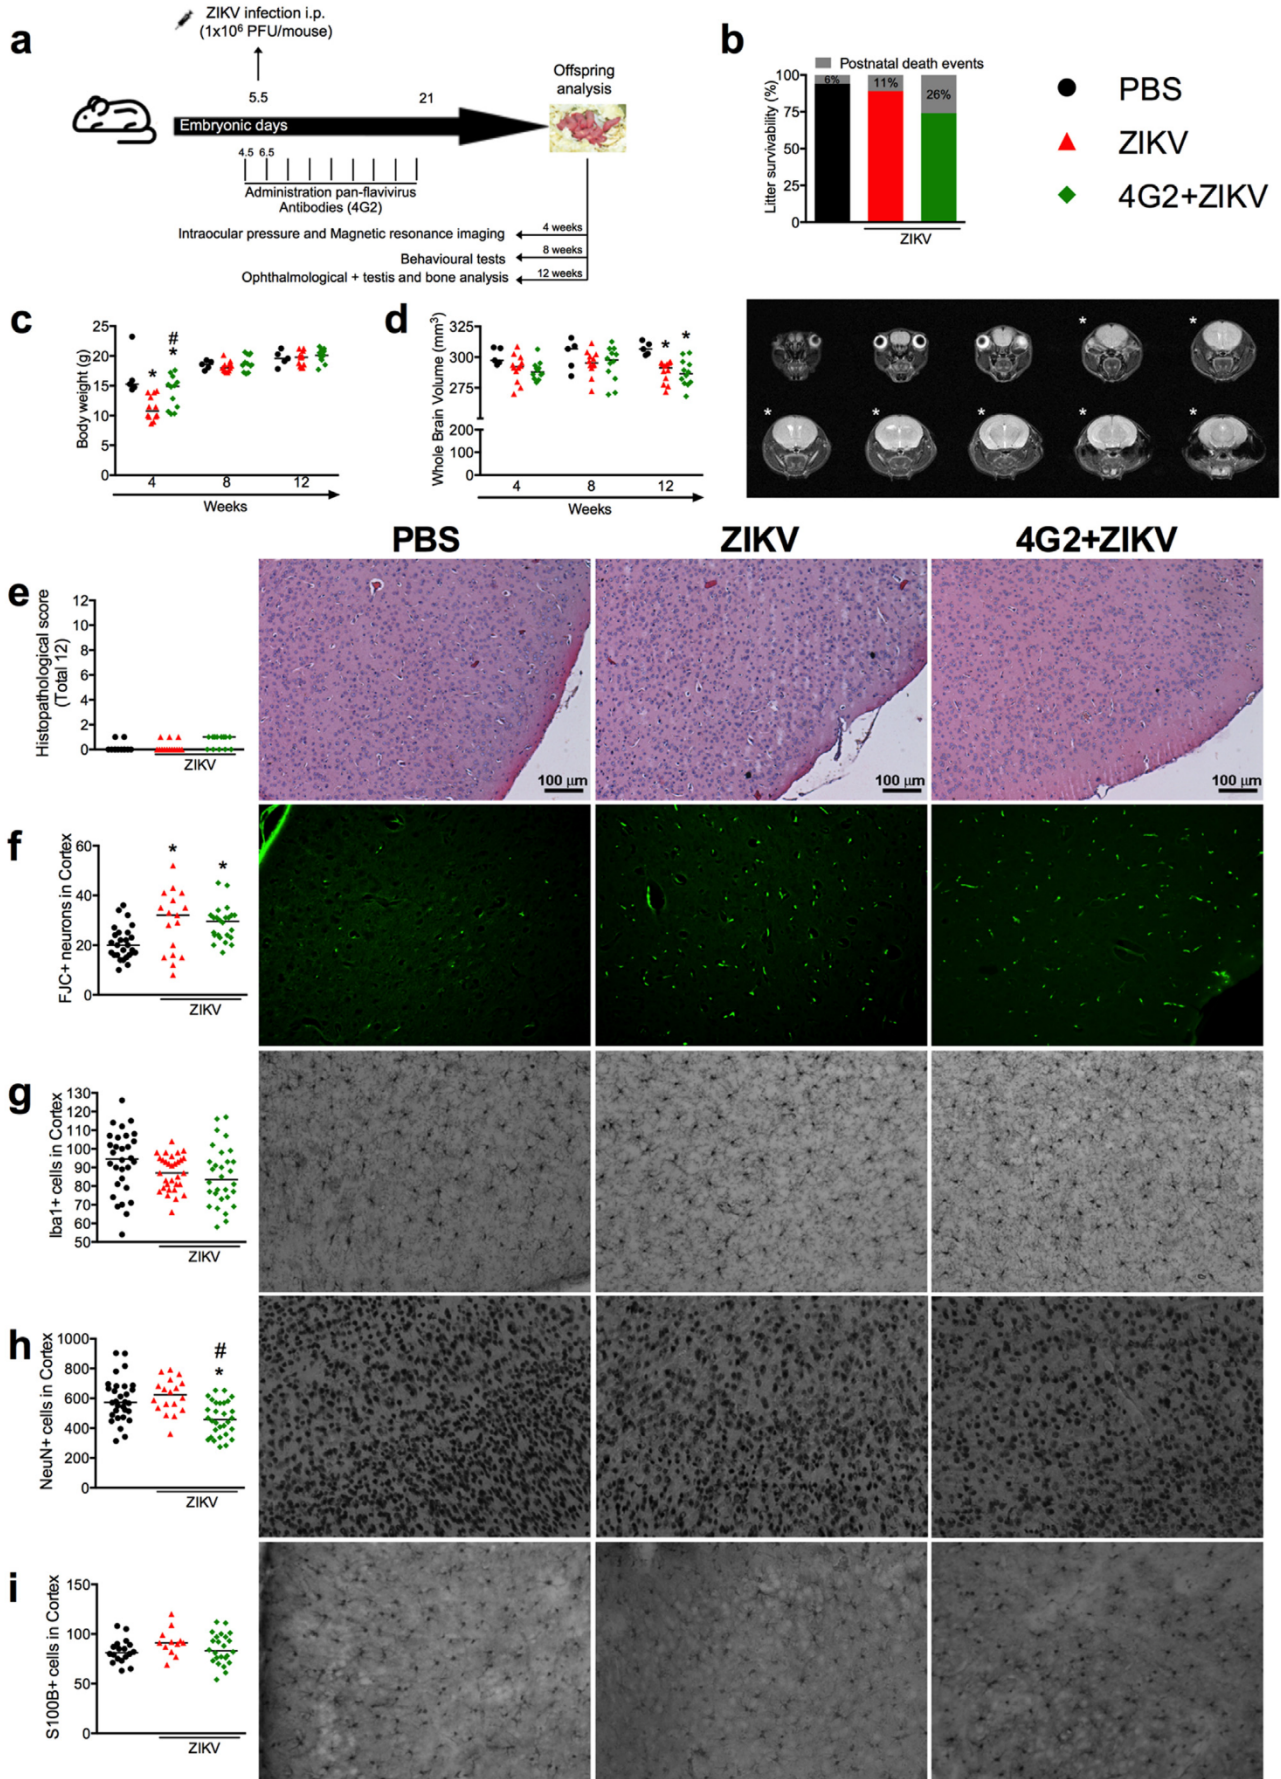 a
ZIKV infection i.p.
(1x10⁶ PFU/mouse)
5.5
21
Embryonic days
4.5 6.5
Administration pan-flavivirus
Antibodies (4G2)
Offspring
analysis
4 weeks
Intraocular pressure and Magnetic resonance imaging
8 weeks
Behavioural tests
12 weeks
Ophthalmological + testis and bone analysis
b
Postnatal death events
Litter survivability (%)
100
75
50
25
0
6%
11%
26%
ZIKV
PBS
ZIKV
4G2+ZIKV
c
Body weight (g)
25
20
15
10
5
0
*
#
*
4 8 12
Weeks
d
Whole Brain Volume (mm³)
325
300
275
200
100
0
* *
4 8 12
Weeks
* *
* * * * *
PBS ZIKV 4G2+ZIKV
e
Histopathological score
(Total 12)
12
10
8
6
4
2
0
ZIKV
100 µm 100 µm 100 µm
f
FJC+ neurons in Cortex
60
40
20
0
* *
ZIKV
g
Iba1+ cells in Cortex
130
120
110
100
90
80
70
60
50
ZIKV
h
NeuN+ cells in Cortex
1000
800
600
400
200
0
#
*
ZIKV
i
S100B+ cells in Cortex
150
100
50
0
ZIKV